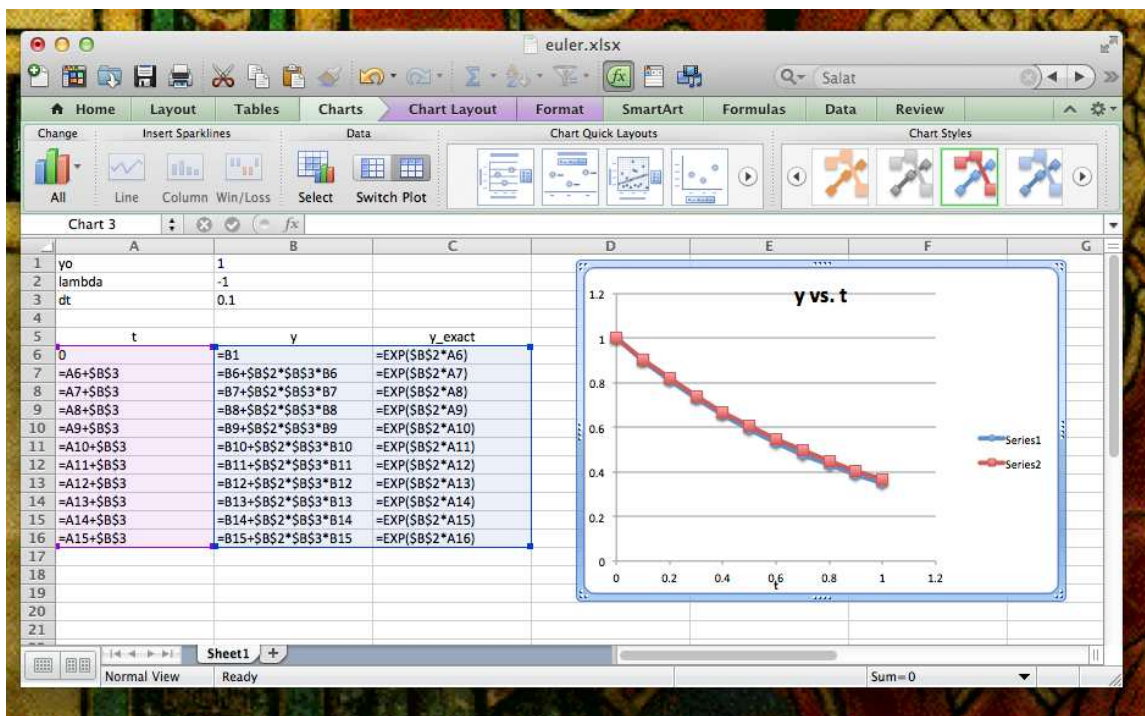 euler.xlsx
Salat
Home Layout Tables Charts Chart Layout Format SmartArt Formulas Data Review
Change Insert Sparklines Data Chart Quick Layouts Chart Styles
All Line Column Win/Loss Select Switch Plot
Chart 3 fx
A B C D E F G
1 yo 1
2 lambda -1
3 dt 0.1
4
5 t y y_exact
6 0 =B1 =EXP($B$2*A6)
7 =A6+$B$3 =B6+$B$2*$B$3*B6 =EXP($B$2*A7)
8 =A7+$B$3 =B7+$B$2*$B$3*B7 =EXP($B$2*A8)
9 =A8+$B$3 =B8+$B$2*$B$3*B8 =EXP($B$2*A9)
10 =A9+$B$3 =B9+$B$2*$B$3*B9 =EXP($B$2*A10)
11 =A10+$B$3 =B10+$B$2*$B$3*B10 =EXP($B$2*A11)
12 =A11+$B$3 =B11+$B$2*$B$3*B11 =EXP($B$2*A12)
13 =A12+$B$3 =B12+$B$2*$B$3*B12 =EXP($B$2*A13)
14 =A13+$B$3 =B13+$B$2*$B$3*B13 =EXP($B$2*A14)
15 =A14+$B$3 =B14+$B$2*$B$3*B14 =EXP($B$2*A15)
16 =A15+$B$3 =B15+$B$2*$B$3*B15 =EXP($B$2*A16)
17
18
19
20
21
y vs. t
1.2
1
0.8
0.6
0.4
0.2
0
0 0.2 0.4 0.6 0.8 1 1.2
t
Series1
Series2
Sheet1
Normal View Ready Sum=0